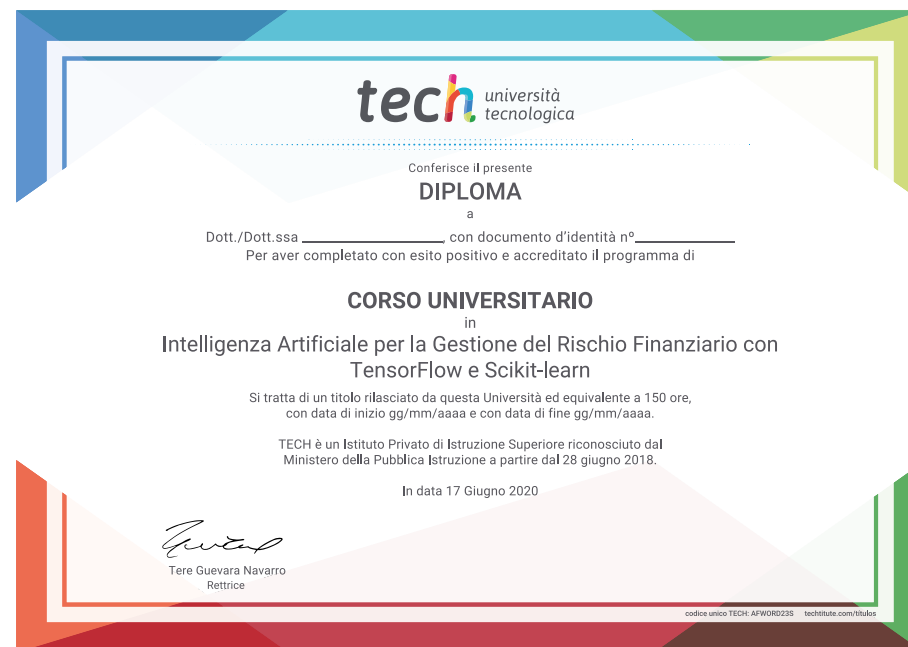 tech università
tecnologica
Conferisce il presente
DIPLOMA
a
Dott./Dott.ssa ____________________, con documento d'identità nº______________
Per aver completato con esito positivo e accreditato il programma di
CORSO UNIVERSITARIO
in
Intelligenza Artificiale per la Gestione del Rischio Finanziario con
TensorFlow e Scikit-learn
Si tratta di un titolo rilasciato da questa Università ed equivalente a 150 ore,
con data di inizio gg/mm/aaaa e con data di fine gg/mm/aaaa.
TECH è un Istituto Privato di Istruzione Superiore riconosciuto dal
Ministero della Pubblica Istruzione a partire dal 28 giugno 2018.
In data 17 Giugno 2020
Tere Guevara Navarro
Rettrice
codice unico TECH: AFWORD23S techtitute.com/titulos